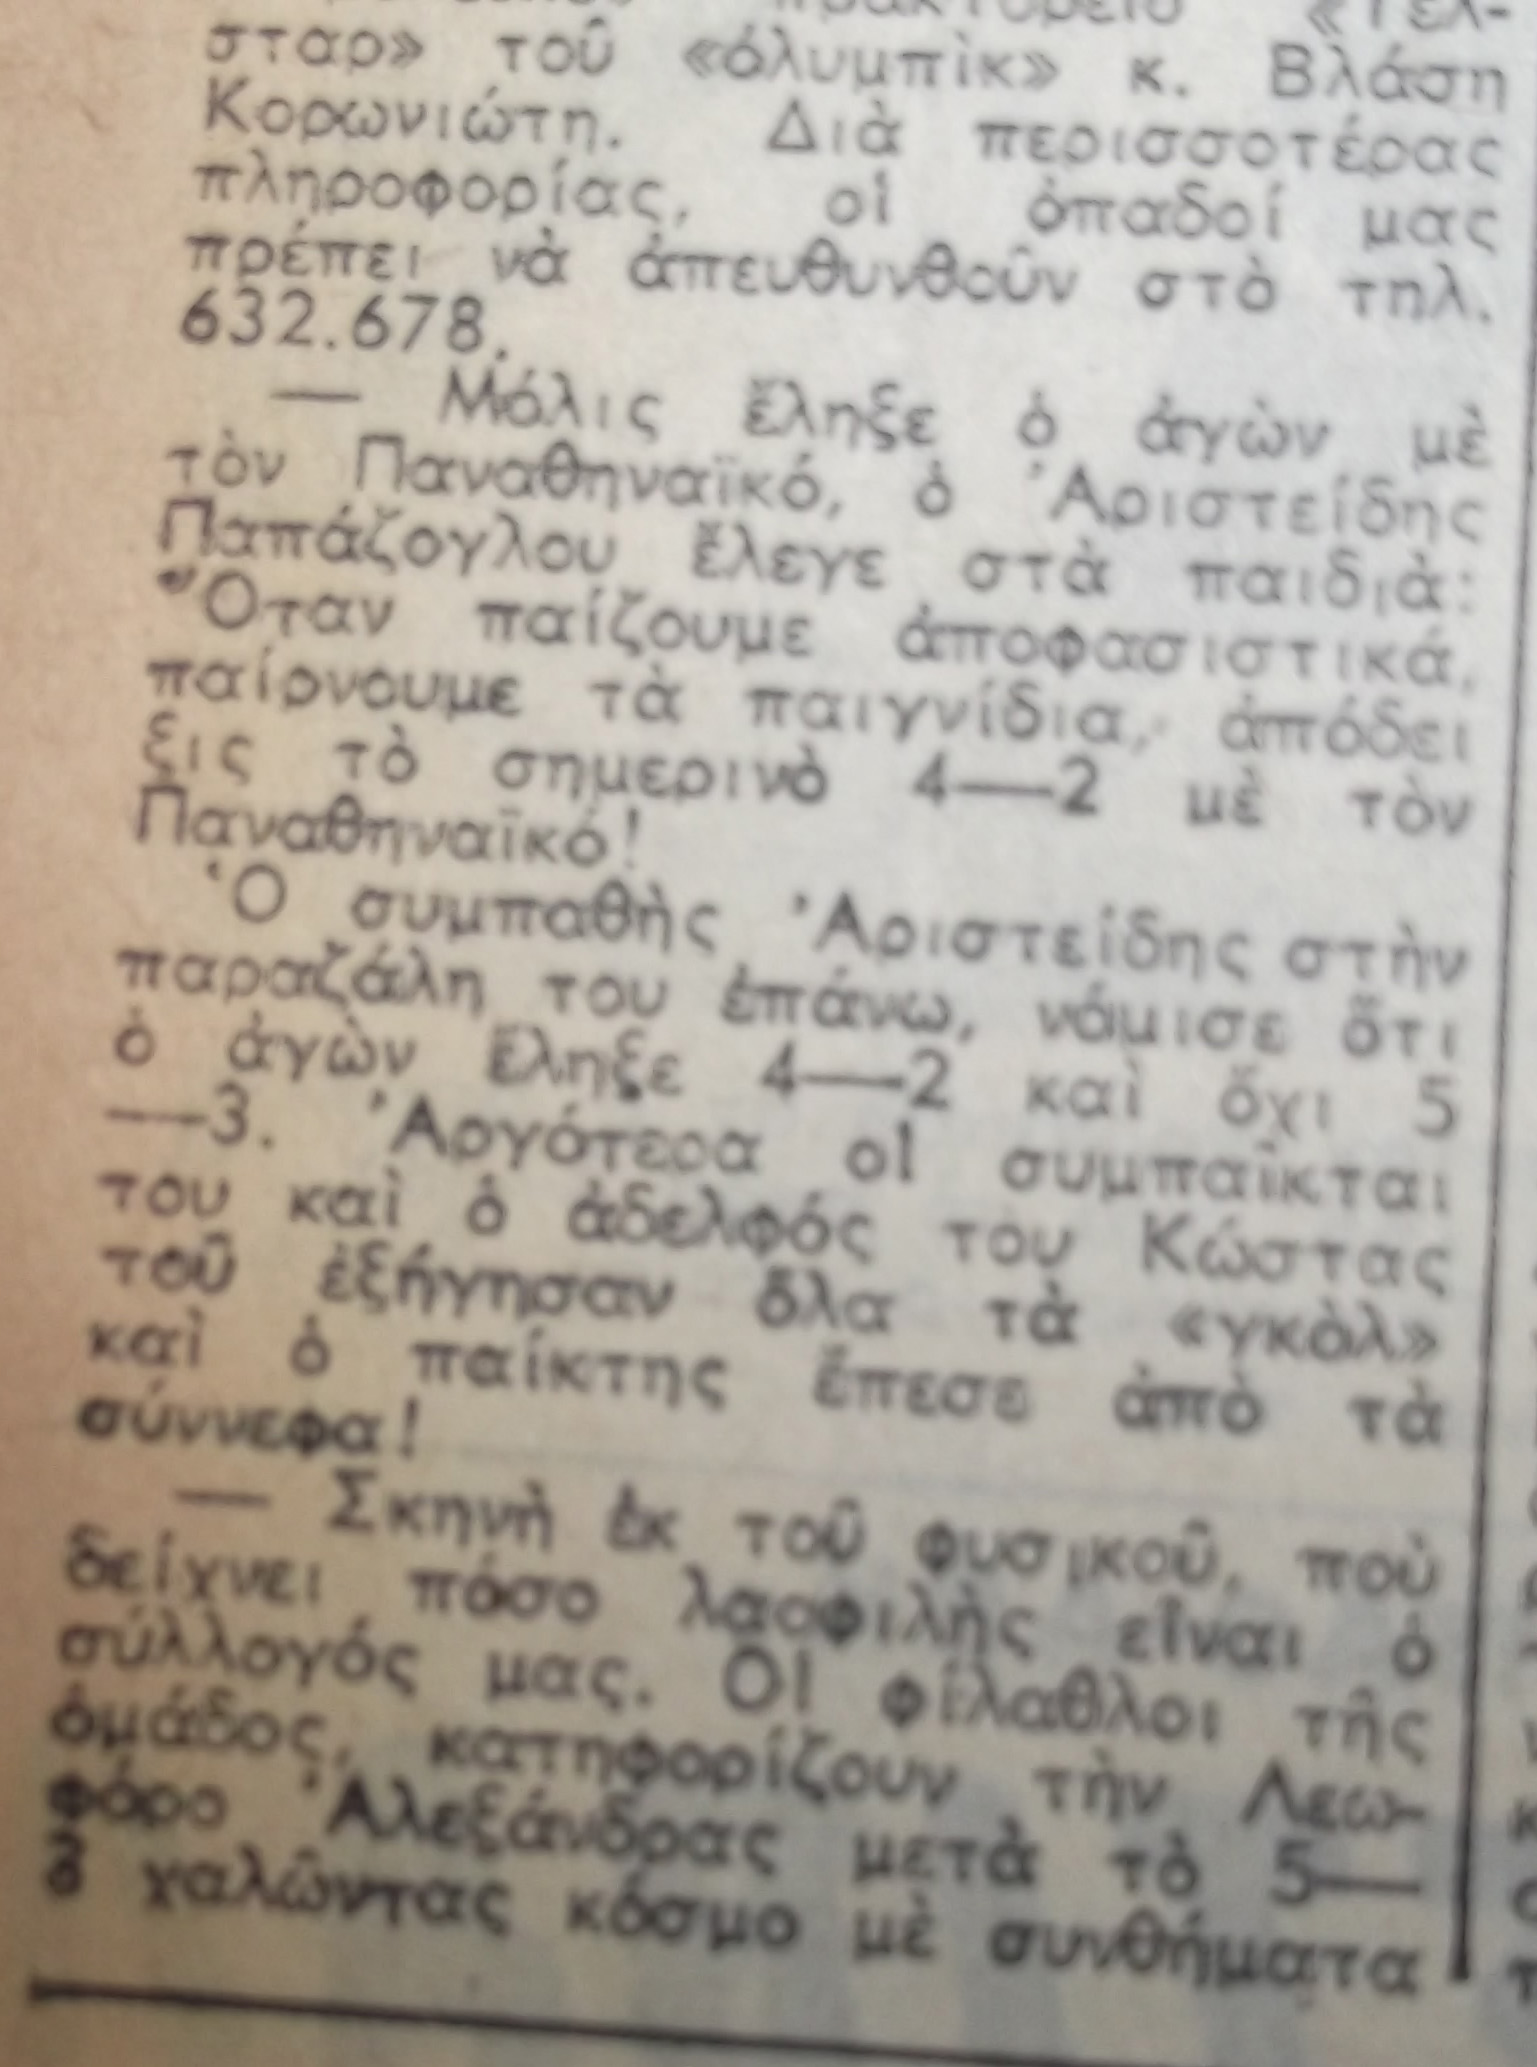 πρακτορεῖο «Τελ-
σταρ» τοῦ «ὀλυμπὶκ» κ. Βλάση
Κορωνιώτη. Διὰ περισσοτέρας
πληροφορίας, οἱ ὀπαδοί μας
πρέπει νὰ ἀπευθυνθοῦν στὸ τηλ.
632.678.
— Μόλις ἔληξε ὁ ἀγὼν μὲ
τὸν Παναθηναϊκό, ὁ Ἀριστείδης
Παπάζογλου ἔλεγε στὰ παιδιὰ:
"Ὅταν παίζουμε ἀποφασιστικά,
παίρνουμε τὰ παιγνίδια, ἀπόδει
ξις τὸ σημερινὸ 4—2 μὲ τὸν
Παναθηναϊκό!
Ὁ συμπαθὴς Ἀριστείδης στὴν
παραζάλη του ἐπάνω, νόμισε ὅτι
ὁ ἀγὼν ἔληξε 4—2 καὶ ὄχι 5
—3. Ἀργότερα οἱ συμπαῖκται
του καὶ ὁ ἀδελφός του Κώστας
τοῦ ἐξήγησαν ὅλα τὰ «γκὸλ»
καὶ ὁ παίκτης ἔπεσε ἀπὸ τὰ
σύννεφα!
— Σκηνὴ ἐκ τοῦ φυσικοῦ, ποὺ
δείχνει πόσο λαοφιλὴς εἶναι ὁ
σύλλογός μας. Οἱ φίλαθλοι τῆς
ὁμάδος, κατηφορίζουν τὴν Λεω-
φόρο Ἀλεξάνδρας μετὰ τὸ 5—
3 χαλῶντας κόσμο μὲ συνθήματα